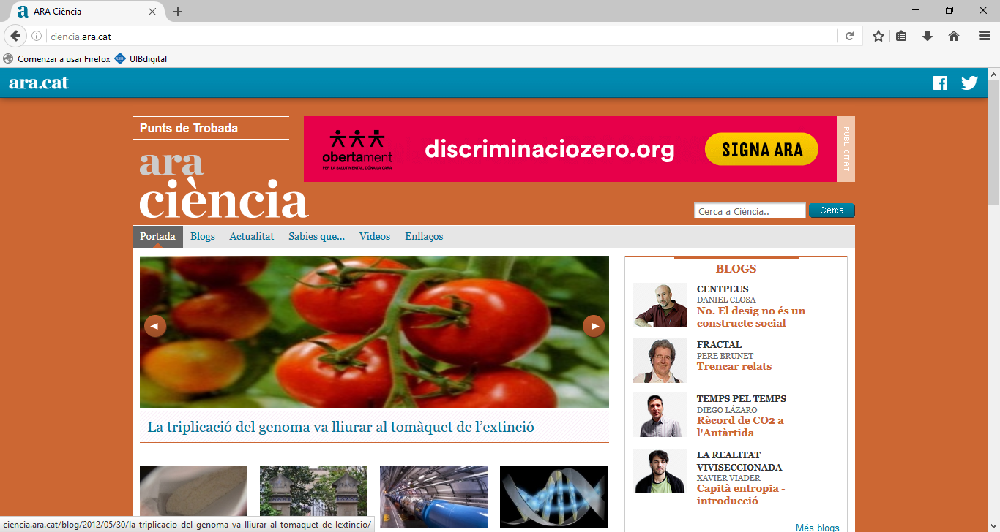 ARA Ciència
ciencia.ara.cat
Comenzar a usar Firefox UIBdigital
ara.cat
Punts de Trobada
ara
ciència
obertament
PER LA SALUT MENTAL, DÓNA LA CARA
discriminaciozero.org
SIGNA ARA
PUBLICITAT
Cerca a Ciència.. Cerca
Portada Blogs Actualitat Sabies que... Vídeos Enllaços
La triplicació del genoma va lliurar al tomàquet de l'extinció
BLOGS
CENTPEUS
DANIEL CLOSA
No. El desig no és un
constructe social
FRACTAL
PERE BRUNET
Trencar relats
TEMPS PEL TEMPS
DIEGO LÁZARO
Rècord de CO2 a
l'Antàrtida
LA REALITAT
VIVISECCIONADA
XAVIER VIADER
Capità entropia -
introducció
Més blogs
ciencia.ara.cat/blog/2012/05/30/la-triplicacio-del-genoma-va-lliurar-al-tomaquet-de-lextincio/